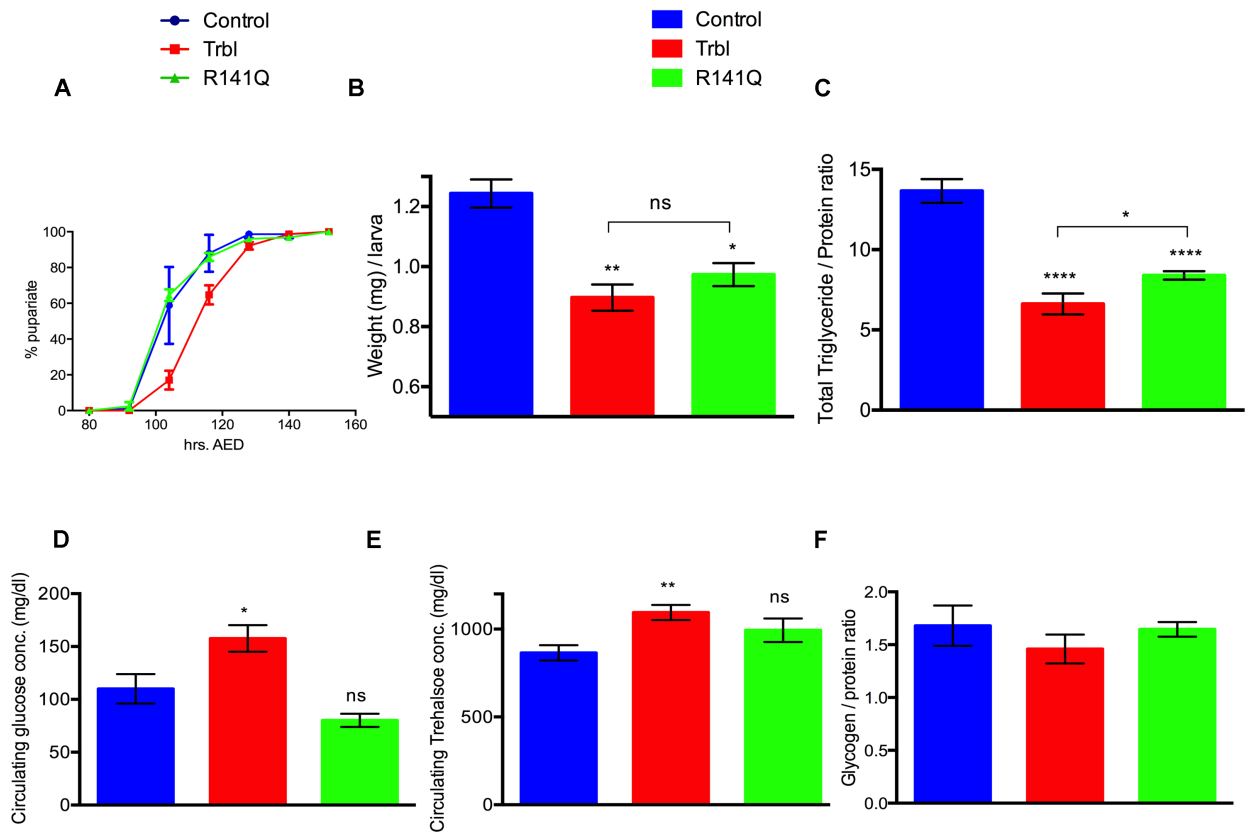 Control
Trbl
R141Q
Control
Trbl
R141Q
A
B
C
% pupariate
100
80
60
40
20
0
80
100
120
140
160
hrs. AED
Weight (mg) / larva
1.2
1.0
0.8
0.6
**
ns
*
Total Triglyceride / Protein ratio
15
10
5
0
****
*
****
D
E
F
Circulating glucose conc. (mg/dl)
200
150
100
50
0
*
ns
Circulating Trehalsoe conc. (mg/dl)
1000
500
0
**
ns
Glycogen / protein ratio
2.0
1.5
1.0
0.5
0.0